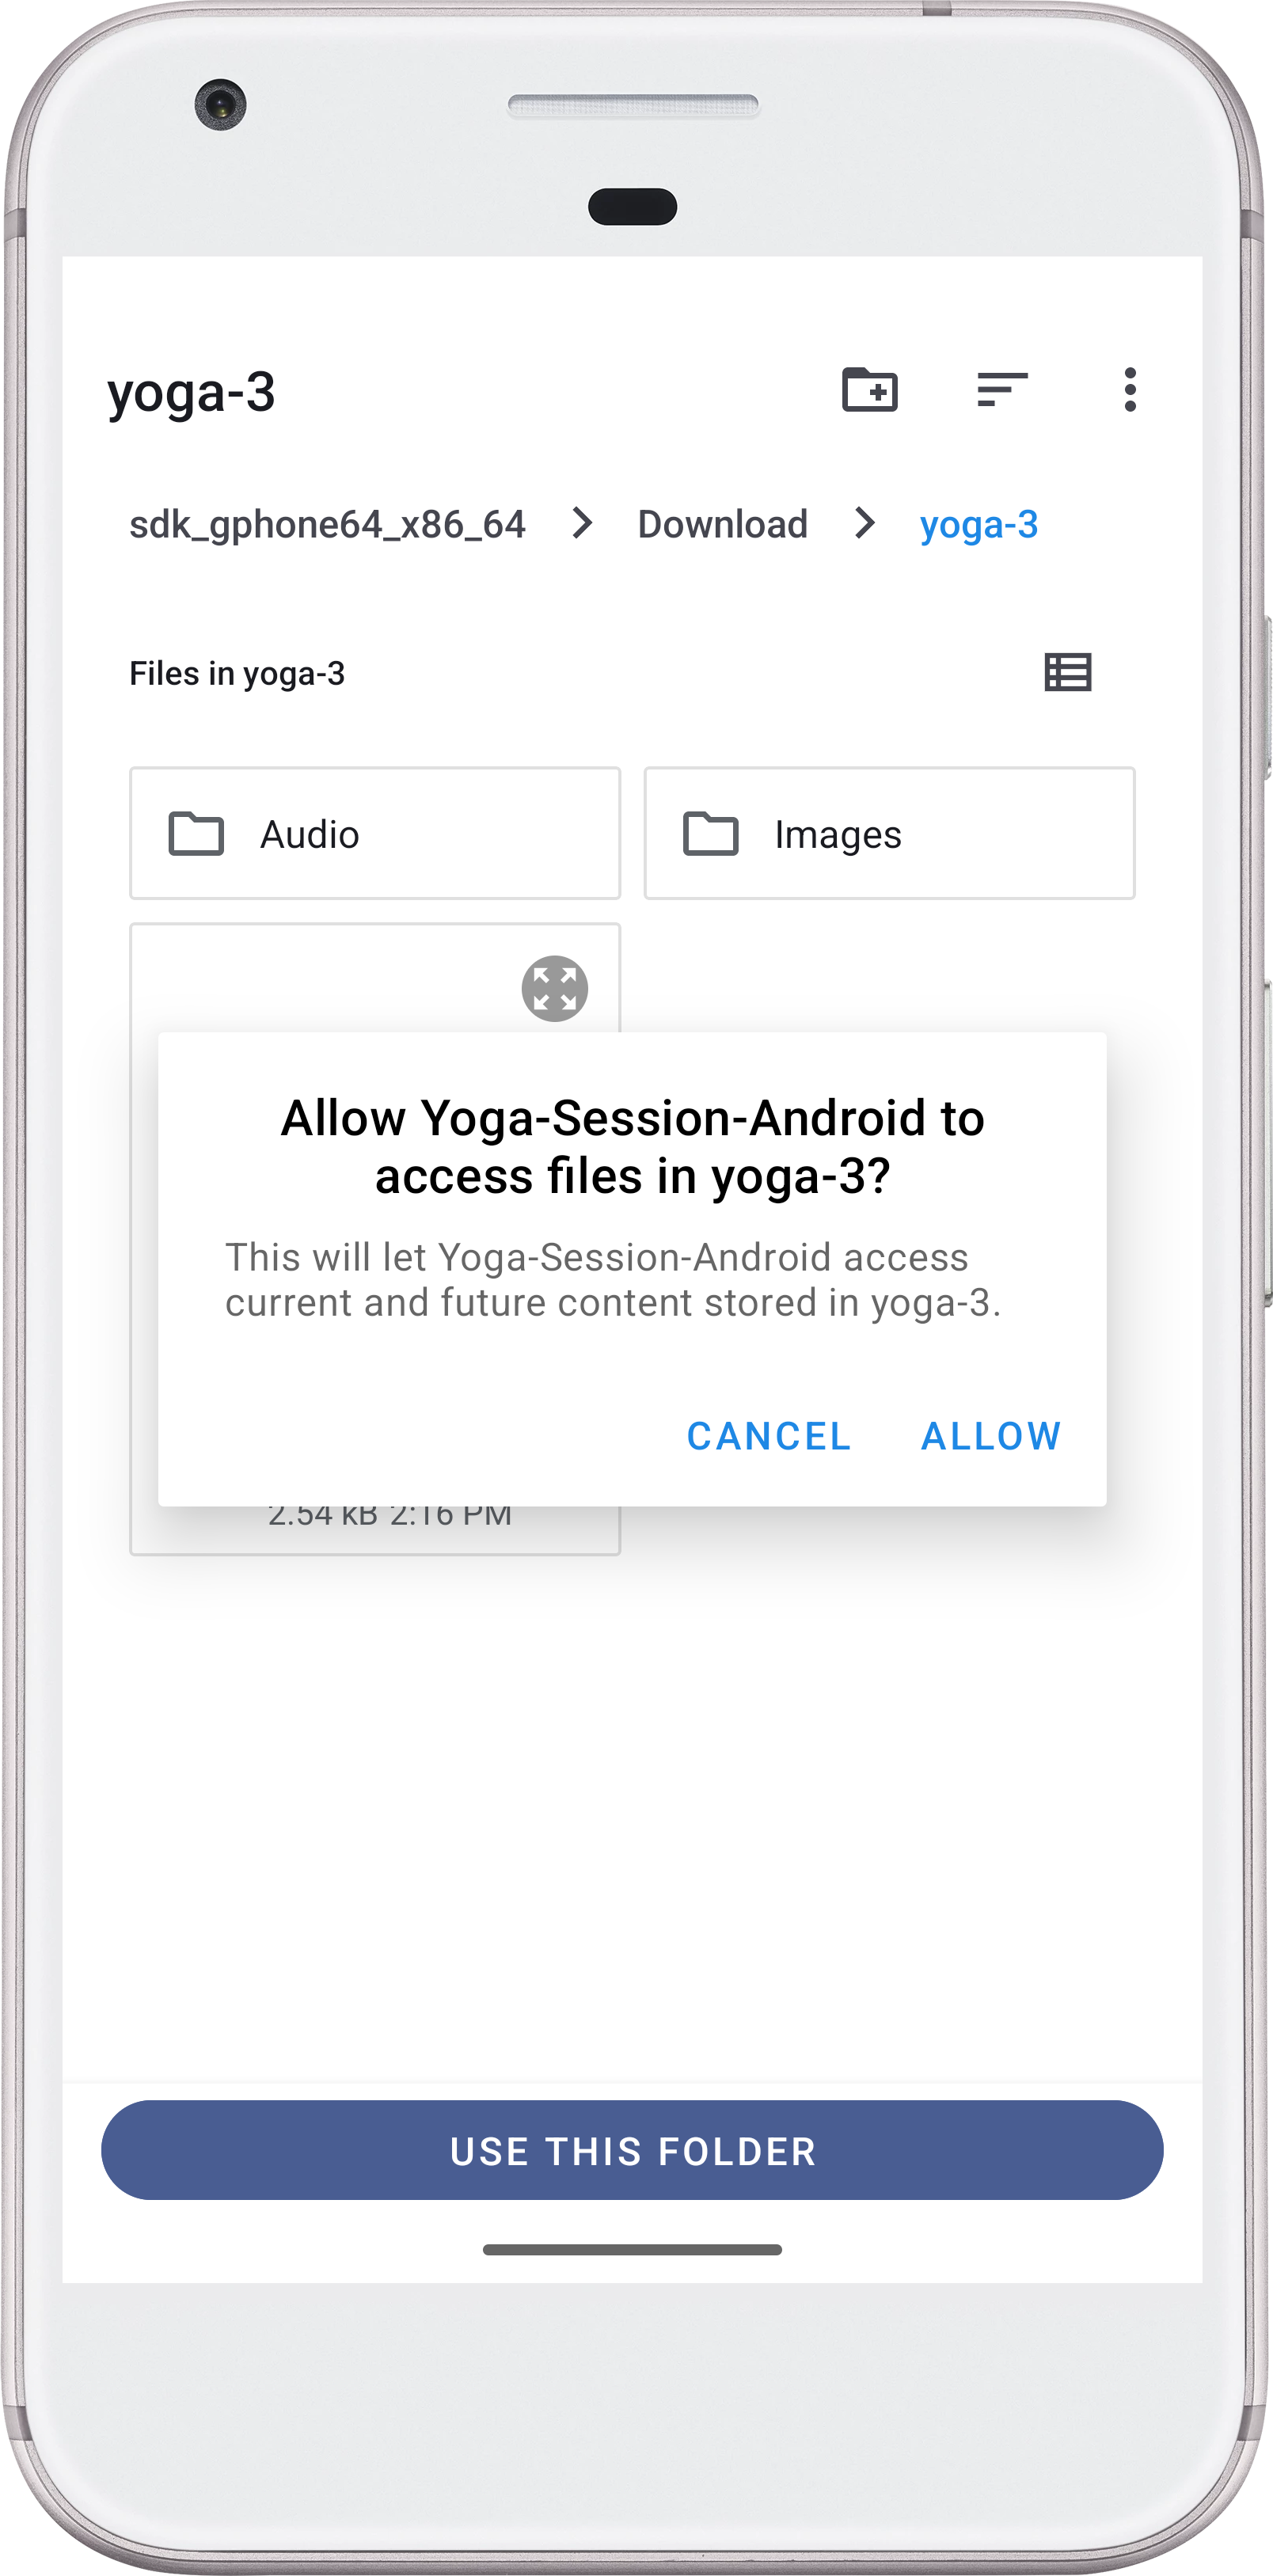 yoga-3
sdk_gphone64_x86_64 > Download > yoga-3
Files in yoga-3
Audio
Images
Allow Yoga-Session-Android to
access files in yoga-3?
This will let Yoga-Session-Android access
current and future content stored in yoga-3.
CANCEL ALLOW
2.54 kB 2:16 PM
USE THIS FOLDER